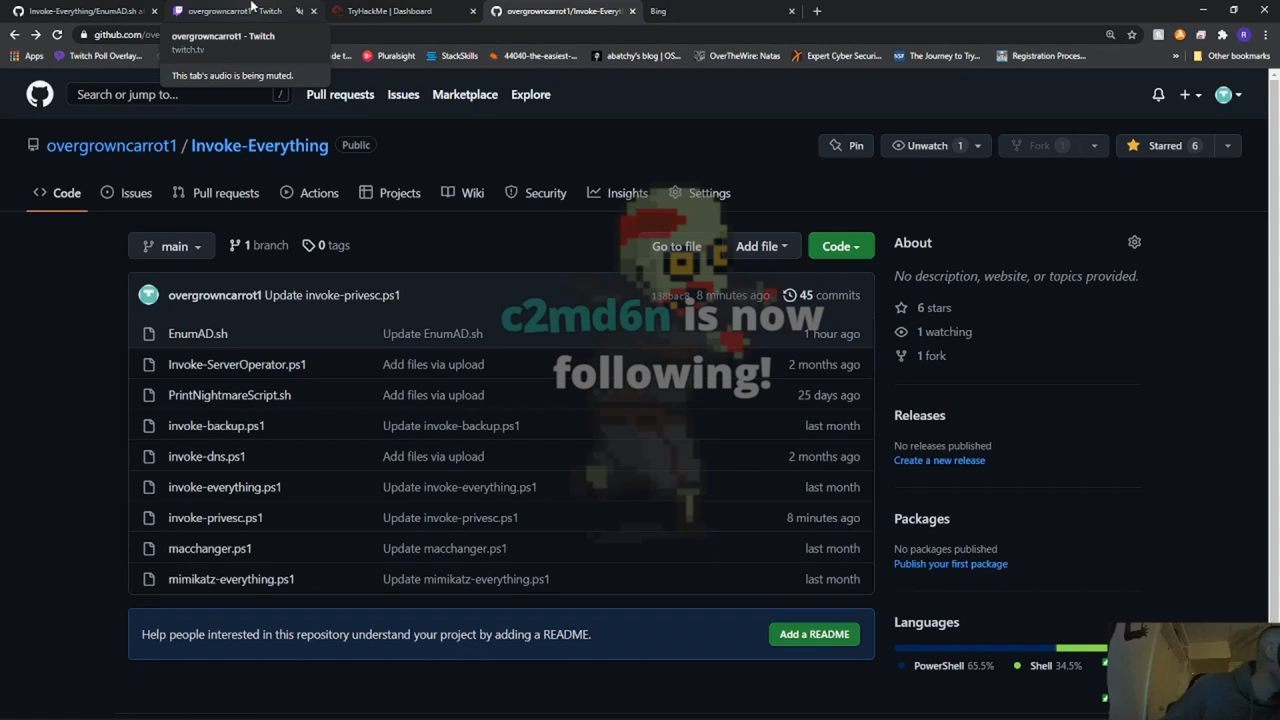 Invoke-Everything/EnumAD.sh a
overgrowncarrot1 - Twitch
TryHackMe | Dashboard
overgrowncarrot1/Invoke-Everyth
Bing
github.com/ove
overgrowncarrot1 - Twitch
twitch.tv
This tab's audio is being muted.
Apps
Twitch Poll Overlay...
Pluralsight
StackSkills
44040-the-easiest-...
abatchy's blog | OS...
OverTheWire: Natas
Expert Cyber Securi...
The Journey to Try...
Registration Proces...
»
Other bookmarks
Search or jump to...
/
Pull requests
Issues
Marketplace
Explore
overgrowncarrot1 / Invoke-Everything
Public
Pin
Unwatch 1
Fork 1
Starred 6
Code
Issues
Pull requests
Actions
Projects
Wiki
Security
Insights
Settings
main
1 branch
0 tags
Go to file
Add file
Code
overgrowncarrot1 Update invoke-privesc.ps1
138bac8 8 minutes ago
45 commits
EnumAD.sh
Update EnumAD.sh
1 hour ago
Invoke-ServerOperator.ps1
Add files via upload
2 months ago
PrintNightmareScript.sh
Add files via upload
25 days ago
invoke-backup.ps1
Update invoke-backup.ps1
last month
invoke-dns.ps1
Add files via upload
2 months ago
invoke-everything.ps1
Update invoke-everything.ps1
last month
invoke-privesc.ps1
Update invoke-privesc.ps1
8 minutes ago
macchanger.ps1
Update macchanger.ps1
last month
mimikatz-everything.ps1
Update mimikatz-everything.ps1
last month
c2md6n is now
following!
Help people interested in this repository understand your project by adding a README.
Add a README
About
No description, website, or topics provided.
6 stars
1 watching
1 fork
Releases
No releases published
Create a new release
Packages
No packages published
Publish your first package
Languages
PowerShell 65.5%
Shell 34.5%